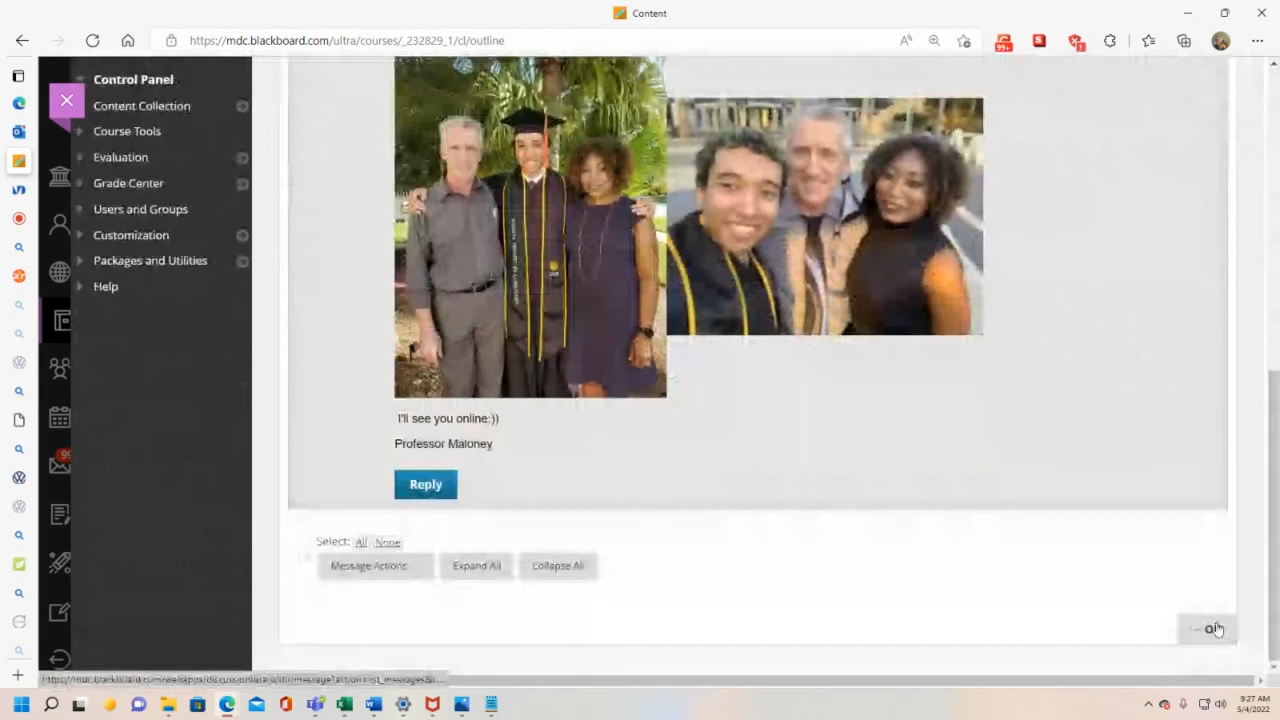 Content
https://mdc.blackboard.com/ultra/courses/_232829_1/cl/outline
99+
Control Panel
Content Collection
Course Tools
Evaluation
Grade Center
Users and Groups
Customization
Packages and Utilities
Help
99
I'll see you online:))
Professor Maloney
Reply
Select: All None
Message Actions
Expand All
Collapse All
9:27 AM
5/4/2022